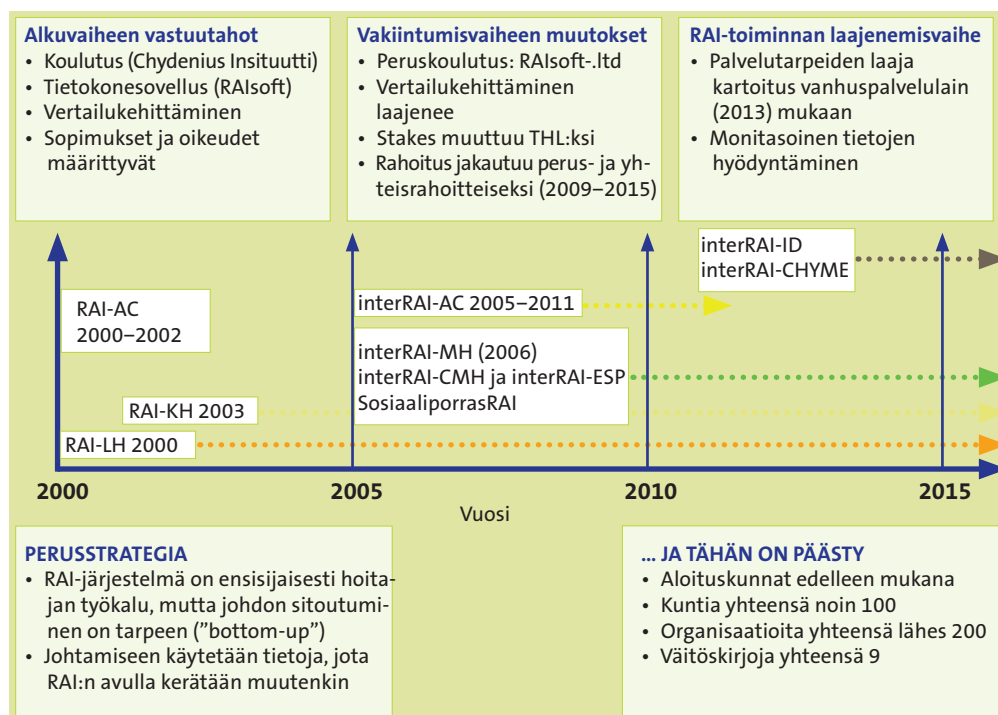 Alkuvaiheen vastuutahot
• Koulutus (Chydenius Insituutti)
• Tietokonesovellus (RAIsoft)
• Vertailukehittäminen
• Sopimukset ja oikeudet
määrittyvät
Vakiintumisvaiheen muutokset
• Peruskoulutus: RAIsoft-.ltd
• Vertailukehittäminen
laajenee
• Stakes muuttuu THL:ksi
• Rahoitus jakautuu perus- ja yh-
teisrahoitteiseksi (2009–2015)
RAI-toiminnan laajenemisvaihe
• Palvelutarpeiden laaja
kartoitus vanhuspalvelulain
(2013) mukaan
• Monitasoinen tietojen
hyödyntäminen
interRAI-ID
interRAI-CHYME
RAI-AC
2000–2002
interRAI-AC 2005–2011
interRAI-MH (2006)
interRAI-CMH ja interRAI-ESP
SosiaaliporrasRAI
RAI-KH 2003
RAI-LH 2000
2000
2005
2010
2015
Vuosi
PERUSSTRATEGIA
• RAI-järjestelmä on ensisijaisesti hoita-
jan työkalu, mutta johdon sitoutumi-
nen on tarpeen (”bottom-up”)
• Johtamiseen käytetään tietoja, jota
RAI:n avulla kerätään muutenkin
... JA TÄHÄN ON PÄÄSTY
• Aloituskunnat edelleen mukana
• Kuntia yhteensä noin 100
• Organisaatioita yhteensä lähes 200
• Väitöskirjoja yhteensä 9